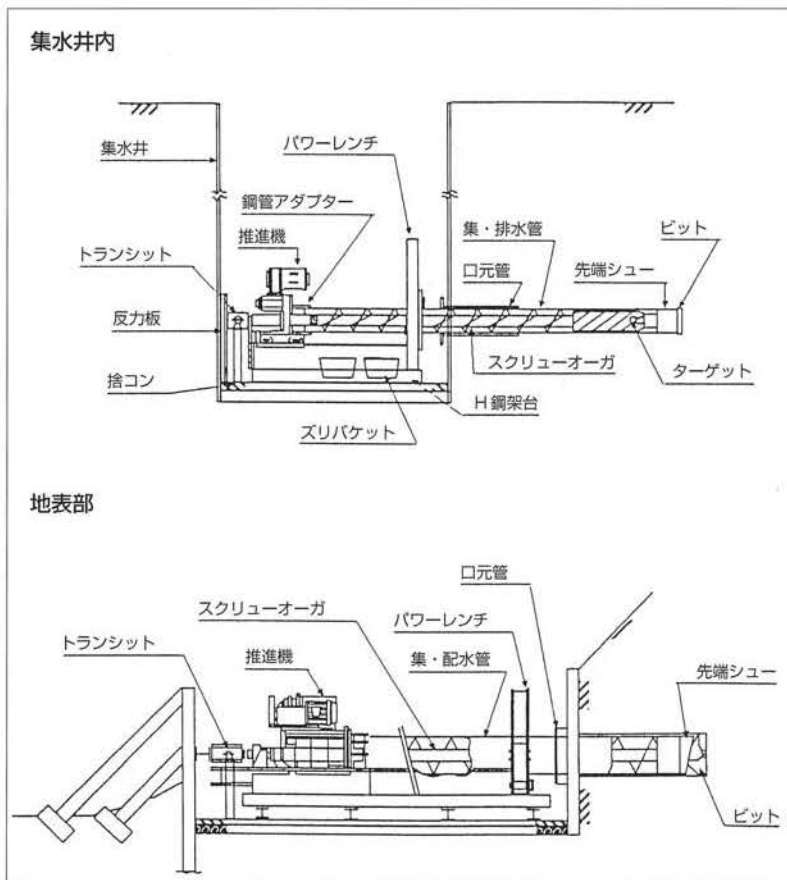 集水井内
集水井
パワーレンチ
鋼管アダプター
推進機
トランシット
反力板
捨コン
集・排水管
口元管
ビット
先端シュー
スクリューオーガ
ターゲット
H鋼架台
ズリバケット
地表部
口元管
スクリューオーガ
パワーレンチ
トランシット
推進機
集・配水管
先端シュー
ビット